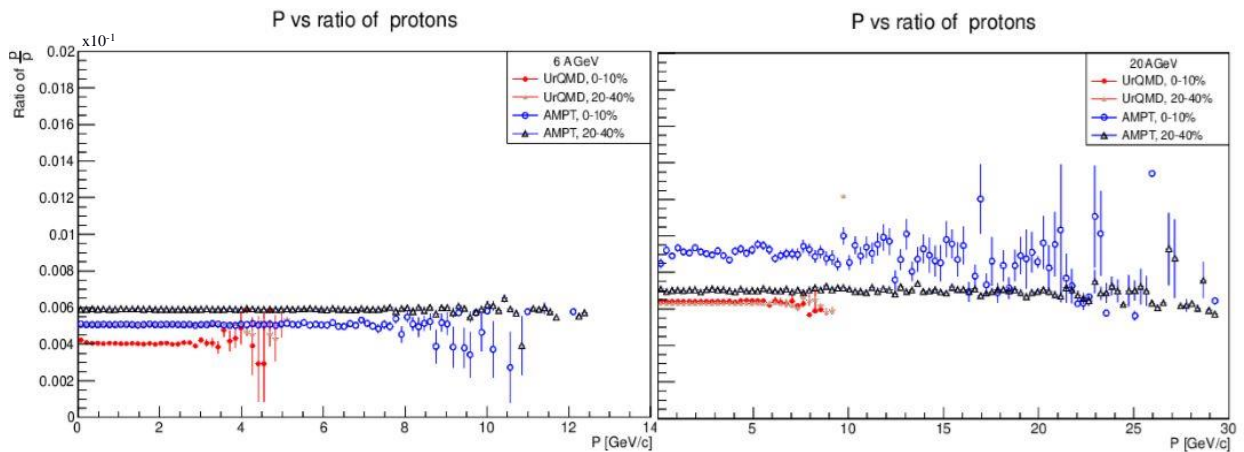 P vs ratio of protons
x10-1
Ratio of p̄/p
0.02
0.018
0.016
0.014
0.012
0.01
0.008
0.006
0.004
0.002
0
0 2 4 6 8 10 12 14
P [GeV/c]
6 AGeV
UrQMD, 0-10%
UrQMD, 20-40%
AMPT, 0-10%
AMPT, 20-40%
P vs ratio of protons
20AGeV
UrQMD, 0-10%
UrQMD, 20-40%
AMPT, 0-10%
AMPT, 20-40%
5 10 15 20 25 30
P [GeV/c]